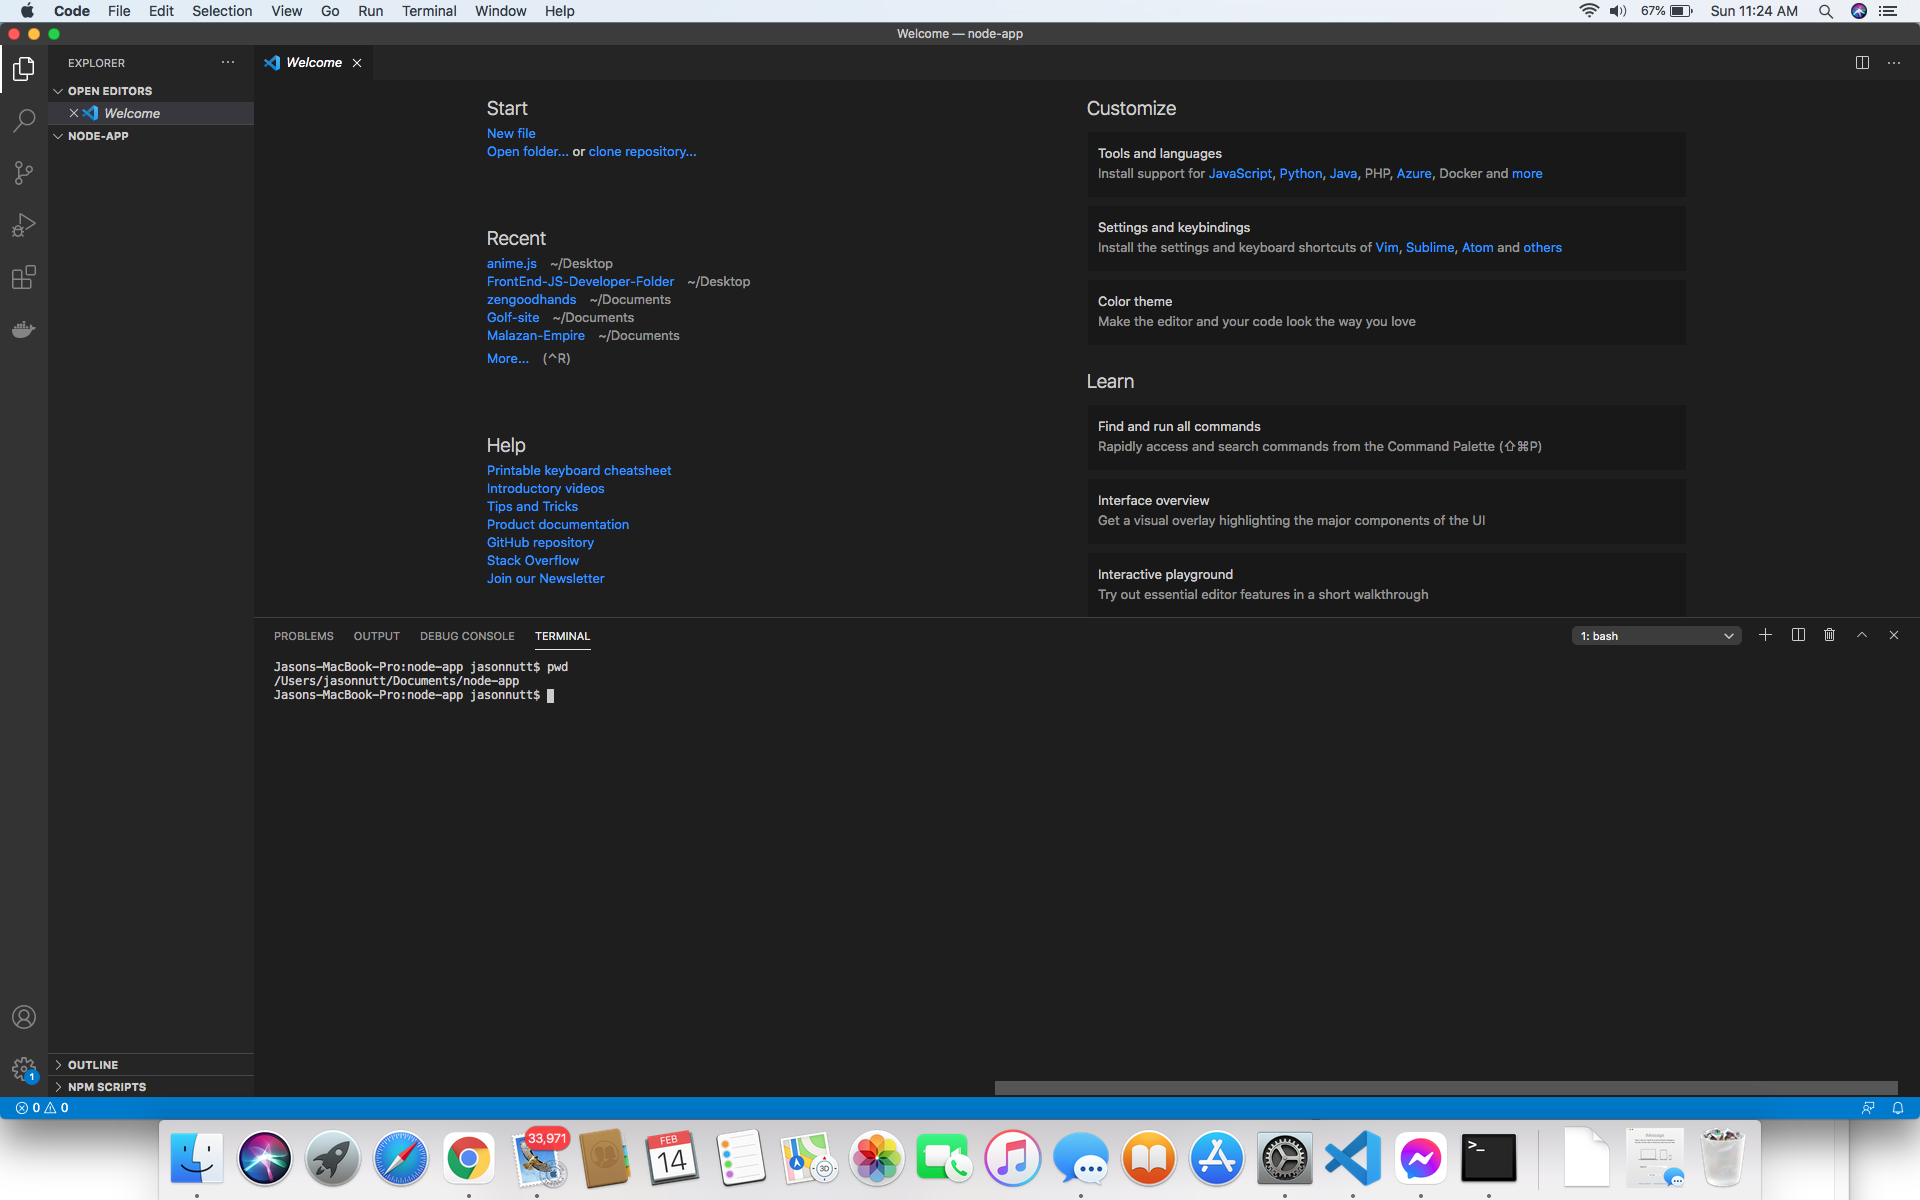 Code File Edit Selection View Go Run Terminal Window Help 67% Sun 11:24 AM
Welcome — node-app
EXPLORER
OPEN EDITORS
Welcome
NODE-APP
OUTLINE
NPM SCRIPTS
1
Welcome
Start
New file
Open folder... or clone repository...
Recent
anime.js ~/Desktop
FrontEnd-JS-Developer-Folder ~/Desktop
zengoodhands ~/Documents
Golf-site ~/Documents
Malazan-Empire ~/Documents
More... (^R)
Help
Printable keyboard cheatsheet
Introductory videos
Tips and Tricks
Product documentation
GitHub repository
Stack Overflow
Join our Newsletter
Customize
Tools and languages
Install support for JavaScript, Python, Java, PHP, Azure, Docker and more
Settings and keybindings
Install the settings and keyboard shortcuts of Vim, Sublime, Atom and others
Color theme
Make the editor and your code look the way you love
Learn
Find and run all commands
Rapidly access and search commands from the Command Palette (⇧⌘P)
Interface overview
Get a visual overlay highlighting the major components of the UI
Interactive playground
Try out essential editor features in a short walkthrough
PROBLEMS OUTPUT DEBUG CONSOLE TERMINAL 1: bash
Jasons-MacBook-Pro:node-app jasonnutt$ pwd
/Users/jasonnutt/Documents/node-app
Jasons-MacBook-Pro:node-app jasonnutt$
0 0
33,971
FEB
14
3D
>_